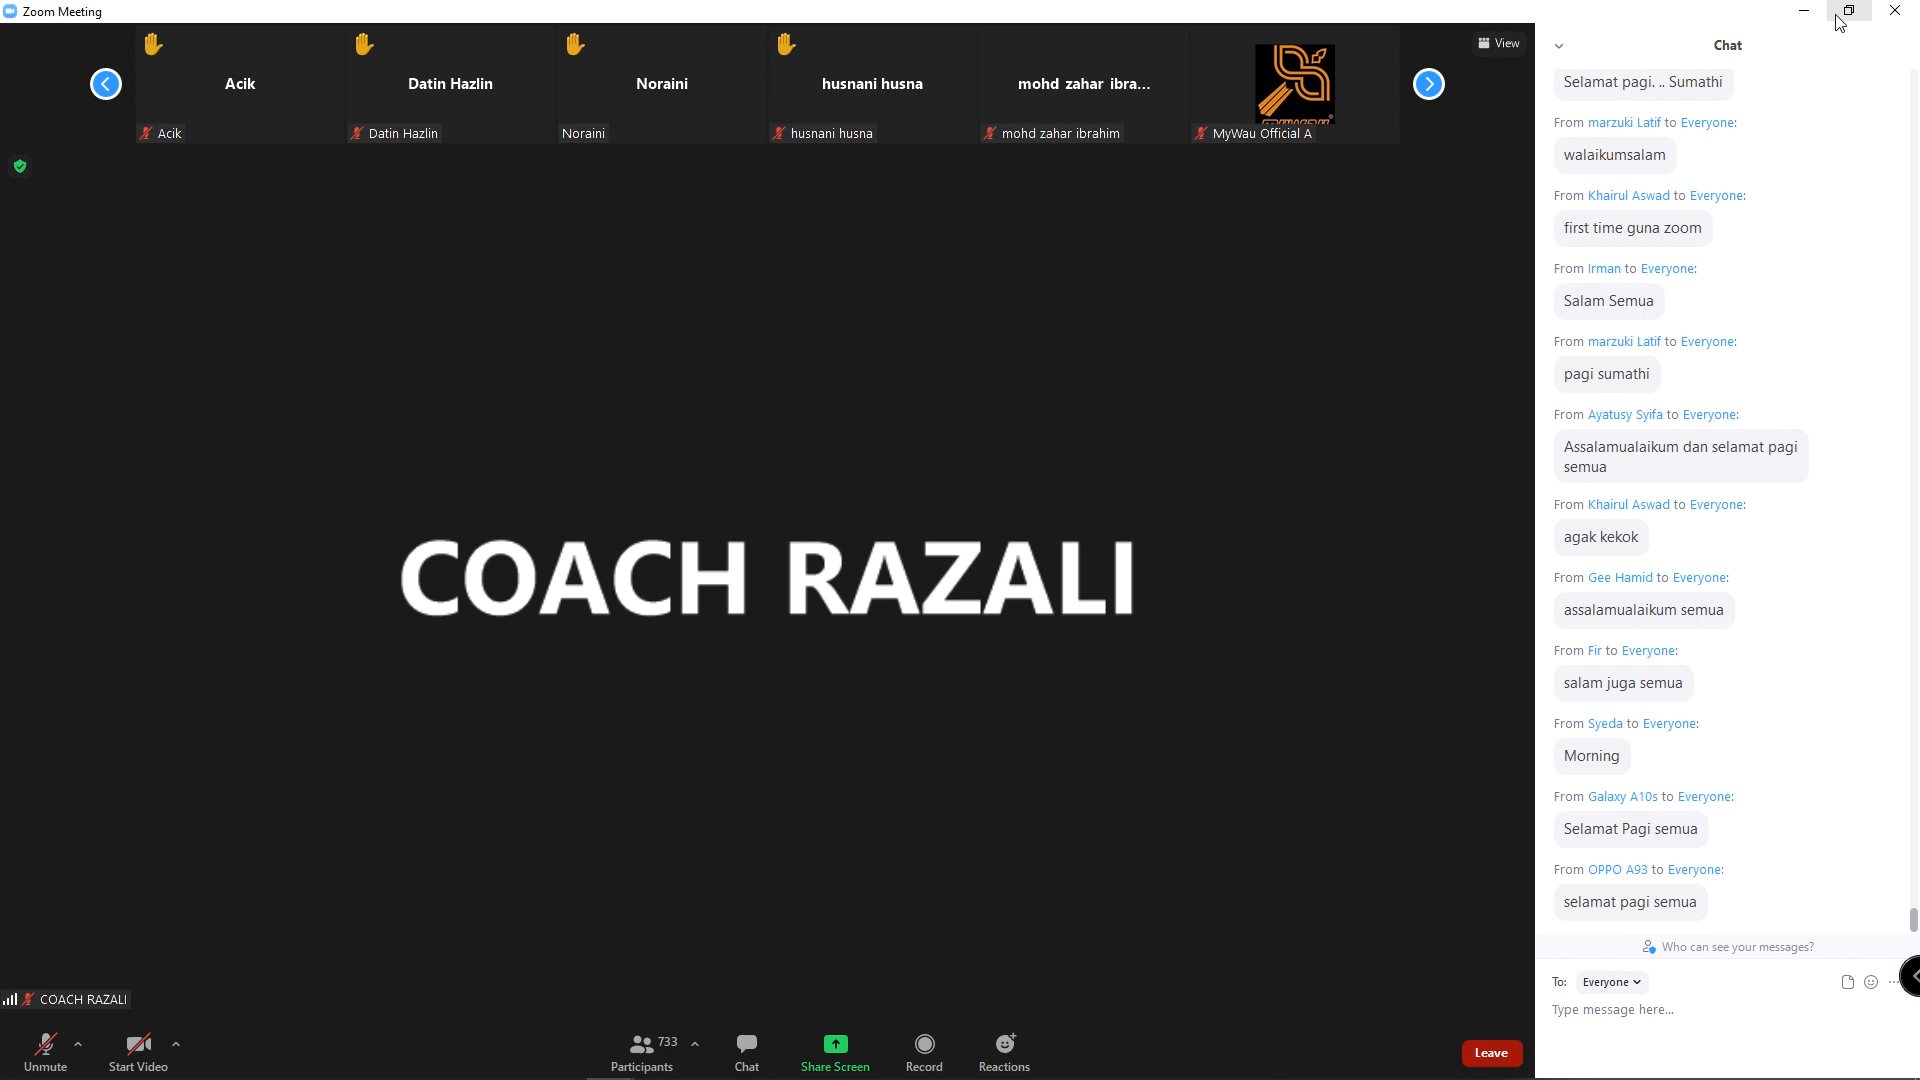 Zoom Meeting
Acik
Datin Hazlin
Noraini
husnani husna
mohd zahar ibra...
View
Acik
Datin Hazlin
Noraini
husnani husna
mohd zahar ibrahim
MyWau Official A
COACH RAZALI
COACH RAZALI
Unmute
Start Video
733
Participants
Chat
Share Screen
Record
Reactions
Leave
Chat
Selamat pagi. .. Sumathi
From marzuki Latif to Everyone:
walaikumsalam
From Khairul Aswad to Everyone:
first time guna zoom
From Irman to Everyone:
Salam Semua
From marzuki Latif to Everyone:
pagi sumathi
From Ayatusy Syifa to Everyone:
Assalamualaikum dan selamat pagi
semua
From Khairul Aswad to Everyone:
agak kekok
From Gee Hamid to Everyone:
assalamualaikum semua
From Fir to Everyone:
salam juga semua
From Syeda to Everyone:
Morning
From Galaxy A10s to Everyone:
Selamat Pagi semua
From OPPO A93 to Everyone:
selamat pagi semua
Who can see your messages?
To: Everyone
Type message here...